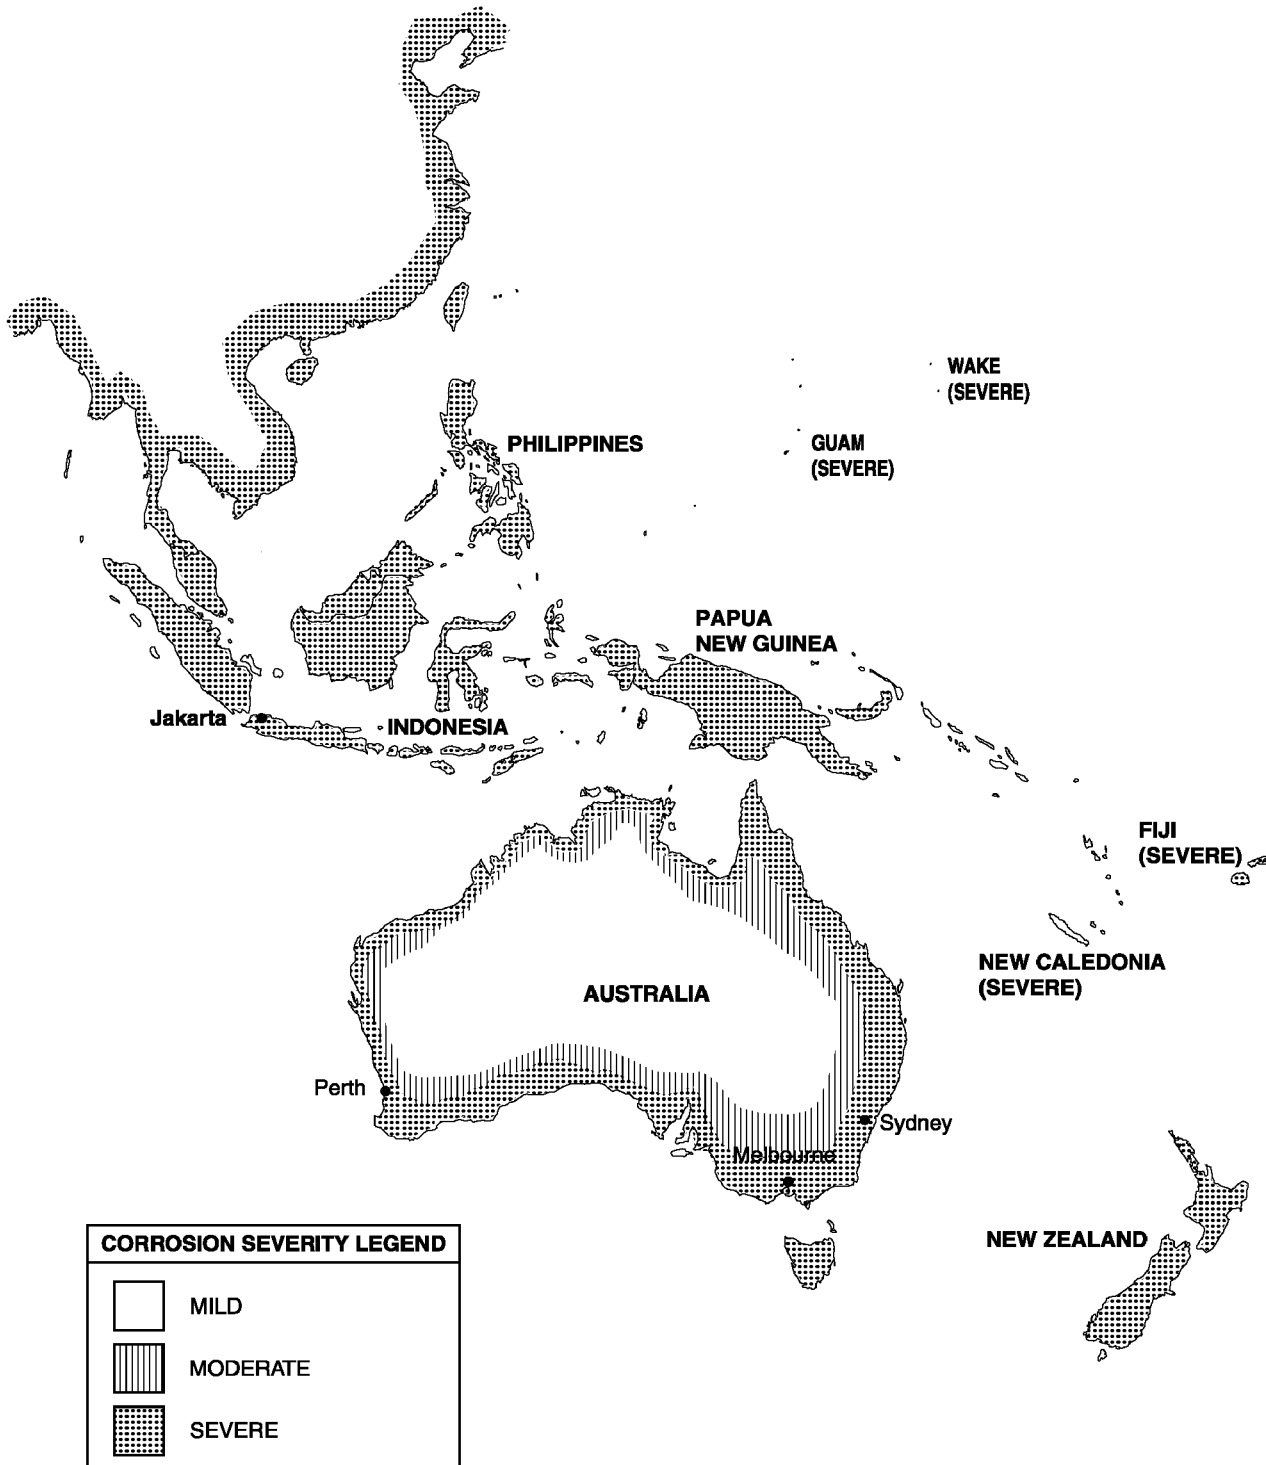 WAKE
(SEVERE)
PHILIPPINES
GUAM
(SEVERE)
PAPUA
NEW GUINEA
Jakarta
INDONESIA
FIJI
(SEVERE)
NEW CALEDONIA
(SEVERE)
AUSTRALIA
Perth
Sydney
Melbourne
NEW ZEALAND
CORROSION SEVERITY LEGEND
MILD
MODERATE
SEVERE